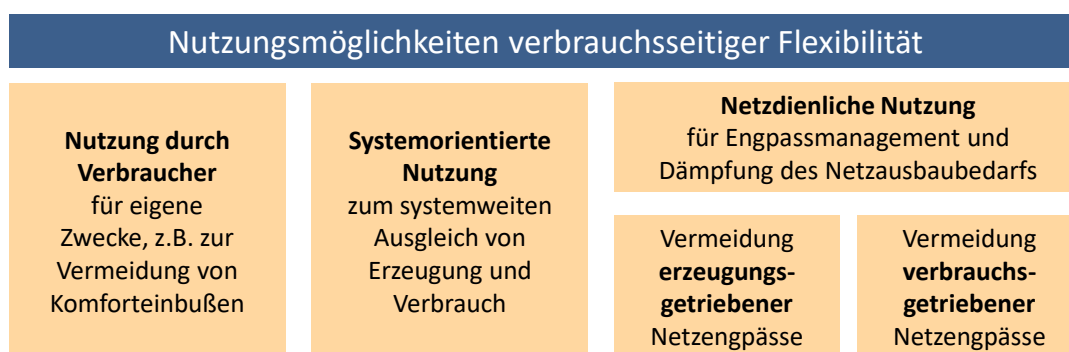 Nutzungsmöglichkeiten verbrauchsseitiger Flexibilität
Nutzung durch
Verbraucher
für eigene
Zwecke, z.B. zur
Vermeidung von
Komforteinbußen
Systemorientierte
Nutzung
zum systemweiten
Ausgleich von
Erzeugung und
Verbrauch
Netzdienliche Nutzung
für Engpassmanagement und
Dämpfung des Netzausbaubedarfs
Vermeidung
erzeugungs-
getriebener
Netzengpässe
Vermeidung
verbrauchs-
getriebener
Netzengpässe